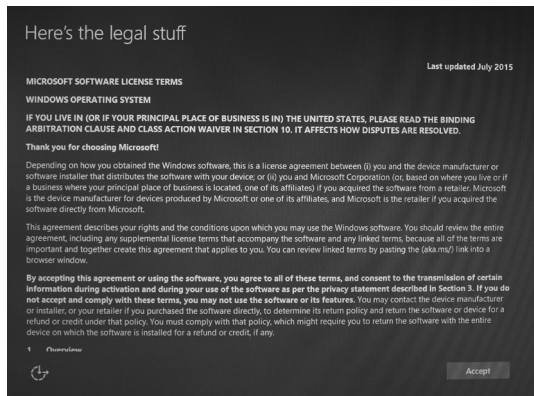 Here's the legal stuff
Last updated July 2015
MICROSOFT SOFTWARE LICENSE TERMS
WINDOWS OPERATING SYSTEM
IF YOU LIVE IN (OR IF YOUR PRINCIPAL PLACE OF BUSINESS IS IN) THE UNITED STATES, PLEASE READ THE BINDING
ARBITRATION CLAUSE AND CLASS ACTION WAIVER IN SECTION 10. IT AFFECTS HOW DISPUTES ARE RESOLVED.
Thank you for choosing Microsoft!
Depending on how you obtained the Windows software, this is a license agreement between (i) you and the device manufacturer or
software installer that distributes the software with your device; or (ii) you and Microsoft Corporation (or, based on where you live or if
a business where your principal place of business is located, one of its affiliates) if you acquired the software from a retailer. Microsoft
is the device manufacturer for devices produced by Microsoft or one of its affiliates, and Microsoft is the retailer if you acquired the
software directly from Microsoft.
This agreement describes your rights and the conditions upon which you may use the Windows software. You should review the entire
agreement, including any supplemental license terms that accompany the software and any linked terms, because all of the terms are
important and together create this agreement that applies to you. You can review linked terms by pasting the (aka.ms/) link into a
browser window.
By accepting this agreement or using the software, you agree to all of these terms, and consent to the transmission of certain
information during activation and during your use of the software as per the privacy statement described in Section 3. If you do
not accept and comply with these terms, you may not use the software or its features. You may contact the device manufacturer
or installer, or your retailer if you purchased the software directly, to determine its return policy and return the software or device for a
refund or credit under that policy. You must comply with that policy, which might require you to return the software with the entire
device on which the software is installed for a refund or credit, if any.
1 Overview
Accept